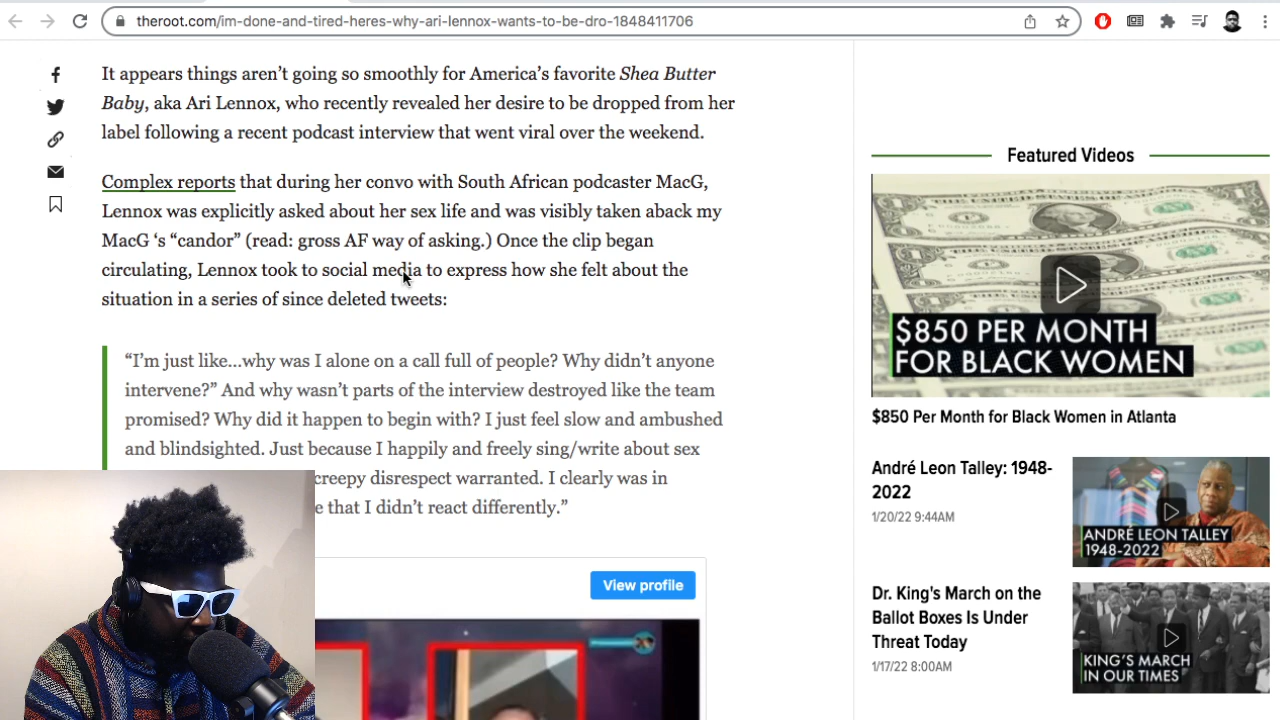 theroot.com/im-done-and-tired-heres-why-ari-lennox-wants-to-be-dro-1848411706
It appears things aren’t going so smoothly for America’s favorite Shea Butter
Baby, aka Ari Lennox, who recently revealed her desire to be dropped from her
label following a recent podcast interview that went viral over the weekend.
Complex reports that during her convo with South African podcaster MacG,
Lennox was explicitly asked about her sex life and was visibly taken aback my
MacG ‘s “candor” (read: gross AF way of asking.) Once the clip began
circulating, Lennox took to social media to express how she felt about the
situation in a series of since deleted tweets:
“I’m just like...why was I alone on a call full of people? Why didn’t anyone
intervene?” And why wasn’t parts of the interview destroyed like the team
promised? Why did it happen to begin with? I just feel slow and ambushed
and blindsighted. Just because I happily and freely sing/write about sex
creepy disrespect warranted. I clearly was in
e that I didn’t react differently.”
View profile
Featured Videos
$850 PER MONTH
FOR BLACK WOMEN
$850 Per Month for Black Women in Atlanta
André Leon Talley: 1948-
2022
1/20/22 9:44AM
ANDRÉ LEON TALLEY
1948-2022
Dr. King's March on the
Ballot Boxes Is Under
Threat Today
1/17/22 8:00AM
KING'S MARCH
IN OUR TIMES